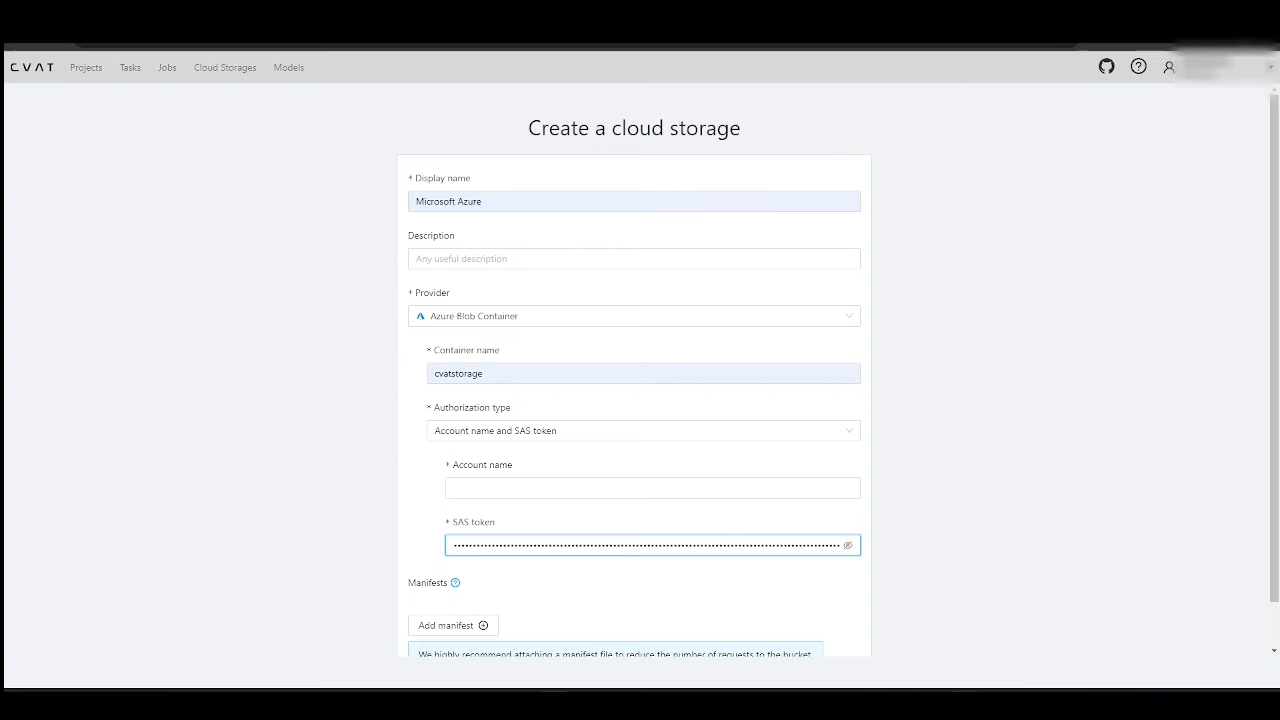 CVAT Projects Tasks Jobs Cloud Storages Models
Create a cloud storage
* Display name
Microsoft Azure
Description
Any useful description
* Provider
Azure Blob Container
* Container name
cvatstorage
* Authorization type
Account name and SAS token
* Account name
* SAS token
Manifests
Add manifest
We highly recommend attaching a manifest file to reduce the number of requests to the bucket